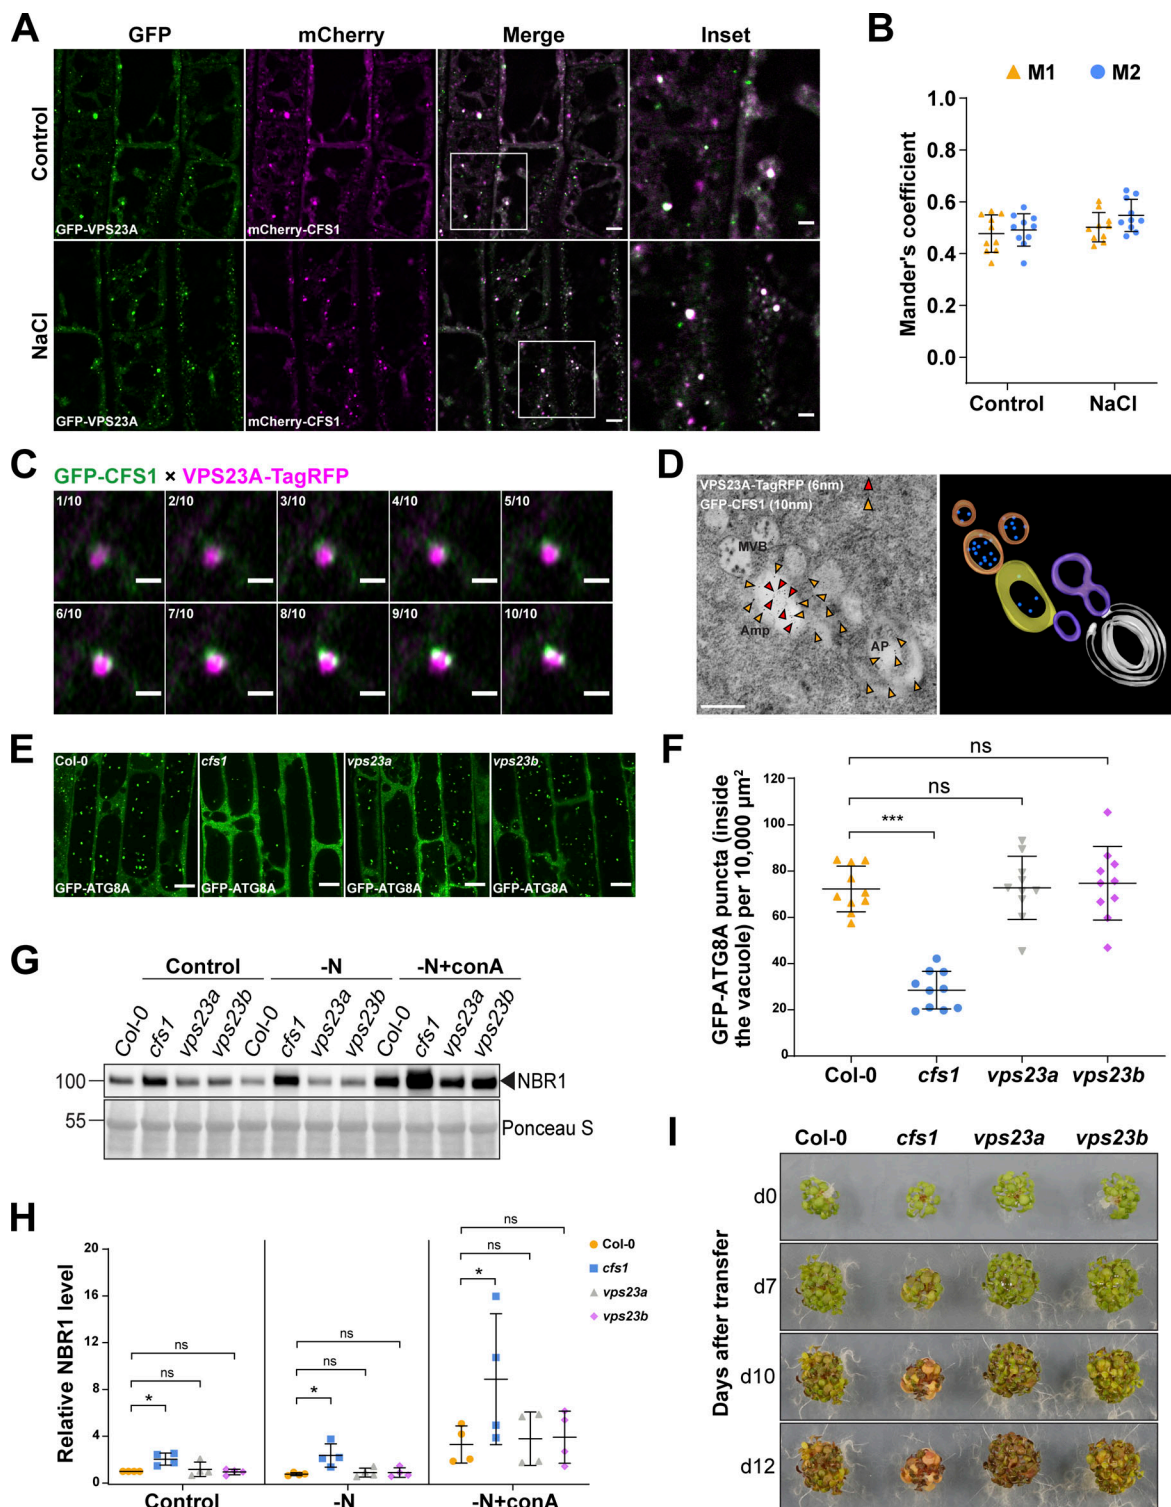 A
GFP mCherry Merge Inset
Control
GFP-VPS23A mCherry-CFS1
NaCl
GFP-VPS23A mCherry-CFS1
B
M1 M2
Mander's coefficient
1.0
0.8
0.6
0.4
0.2
0.0
Control NaCl
C
GFP-CFS1 × VPS23A-TagRFP
1/10 2/10 3/10 4/10 5/10
6/10 7/10 8/10 9/10 10/10
D
VPS23A-TagRFP (6nm)
GFP-CFS1 (10nm)
MVB
Amp
AP
E
Col-0 cfs1 vps23a vps23b
GFP-ATG8A GFP-ATG8A GFP-ATG8A GFP-ATG8A
F
ns
ns
***
GFP-ATG8A puncta (inside
the vacuole) per 10,000 µm²
120
100
80
60
40
20
0
Col-0 cfs1 vps23a vps23b
G
Control -N -N+conA
Col-0 cfs1 vps23a vps23b Col-0 cfs1 vps23a vps23b Col-0 cfs1 vps23a vps23b
100 NBR1
55 Ponceau S
H
Relative NBR1 level
20
16
12
8
4
0
ns
ns
*
ns
ns
*
ns
ns
*
Col-0
cfs1
vps23a
vps23b
Control -N -N+conA
I
Col-0 cfs1 vps23a vps23b
Days after transfer
d0
d7
d10
d12